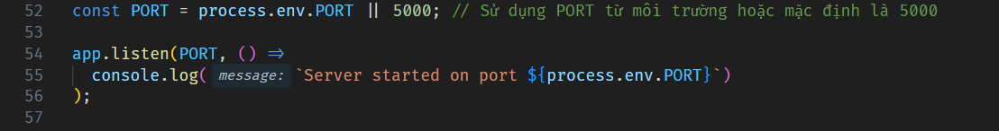 52 const PORT = process.env.PORT || 5000; // Sử dụng PORT từ môi trường hoặc mặc định là 5000
53
54 app.listen(PORT, () =>
55 console.log( message: `Server started on port ${process.env.PORT}`)
56 );
57